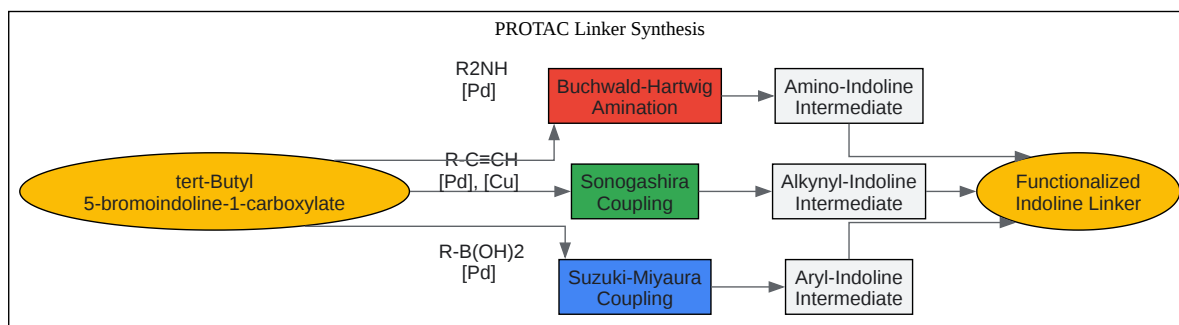 PROTAC Linker Synthesis
R2NH
[Pd]
Buchwald-Hartwig
Amination
Amino-Indoline
Intermediate
tert-Butyl
5-bromoindoline-1-carboxylate
R-C≡CH
[Pd], [Cu]
Sonogashira
Coupling
Alkynyl-Indoline
Intermediate
Functionalized
Indoline Linker
R-B(OH)2
[Pd]
Suzuki-Miyaura
Coupling
Aryl-Indoline
Intermediate